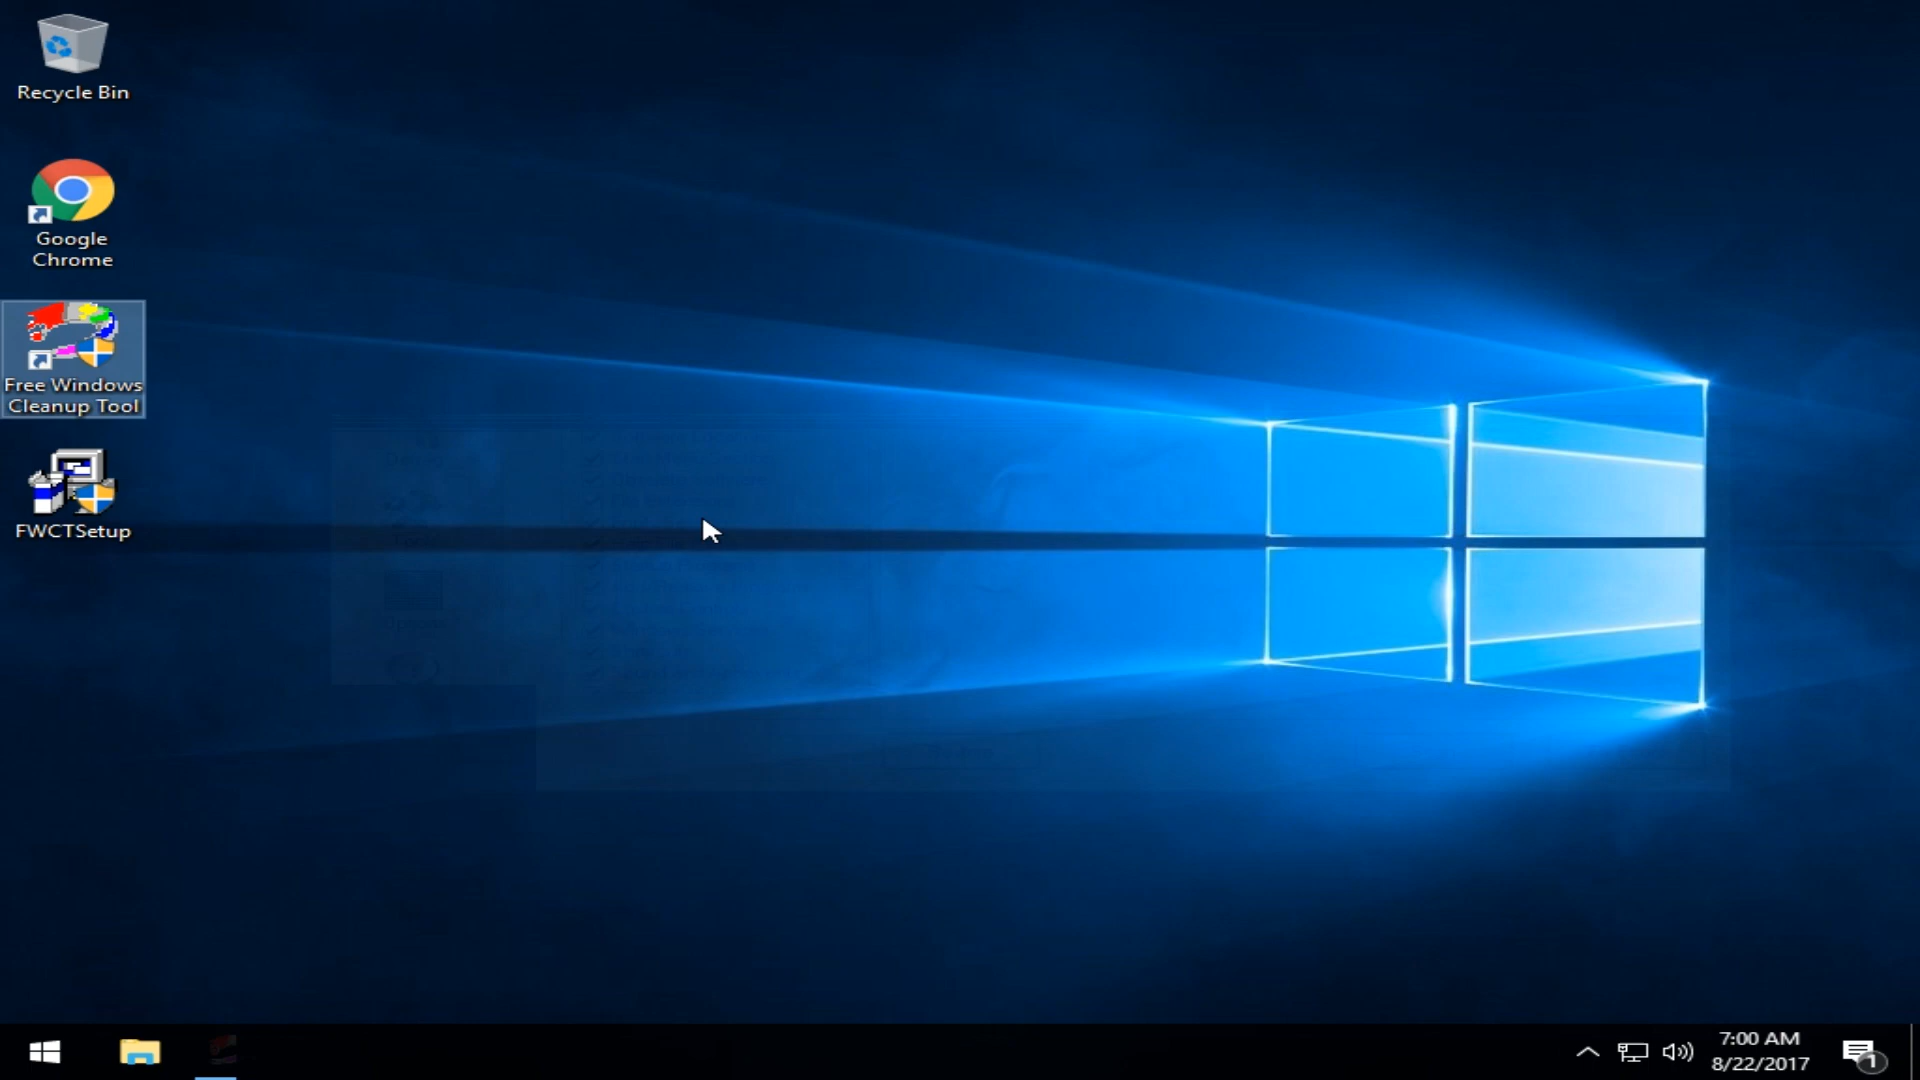 Recycle Bin
Google
Chrome
Free Windows
Cleanup Tool
FWCTSetup
7:00 AM
8/22/2017
1